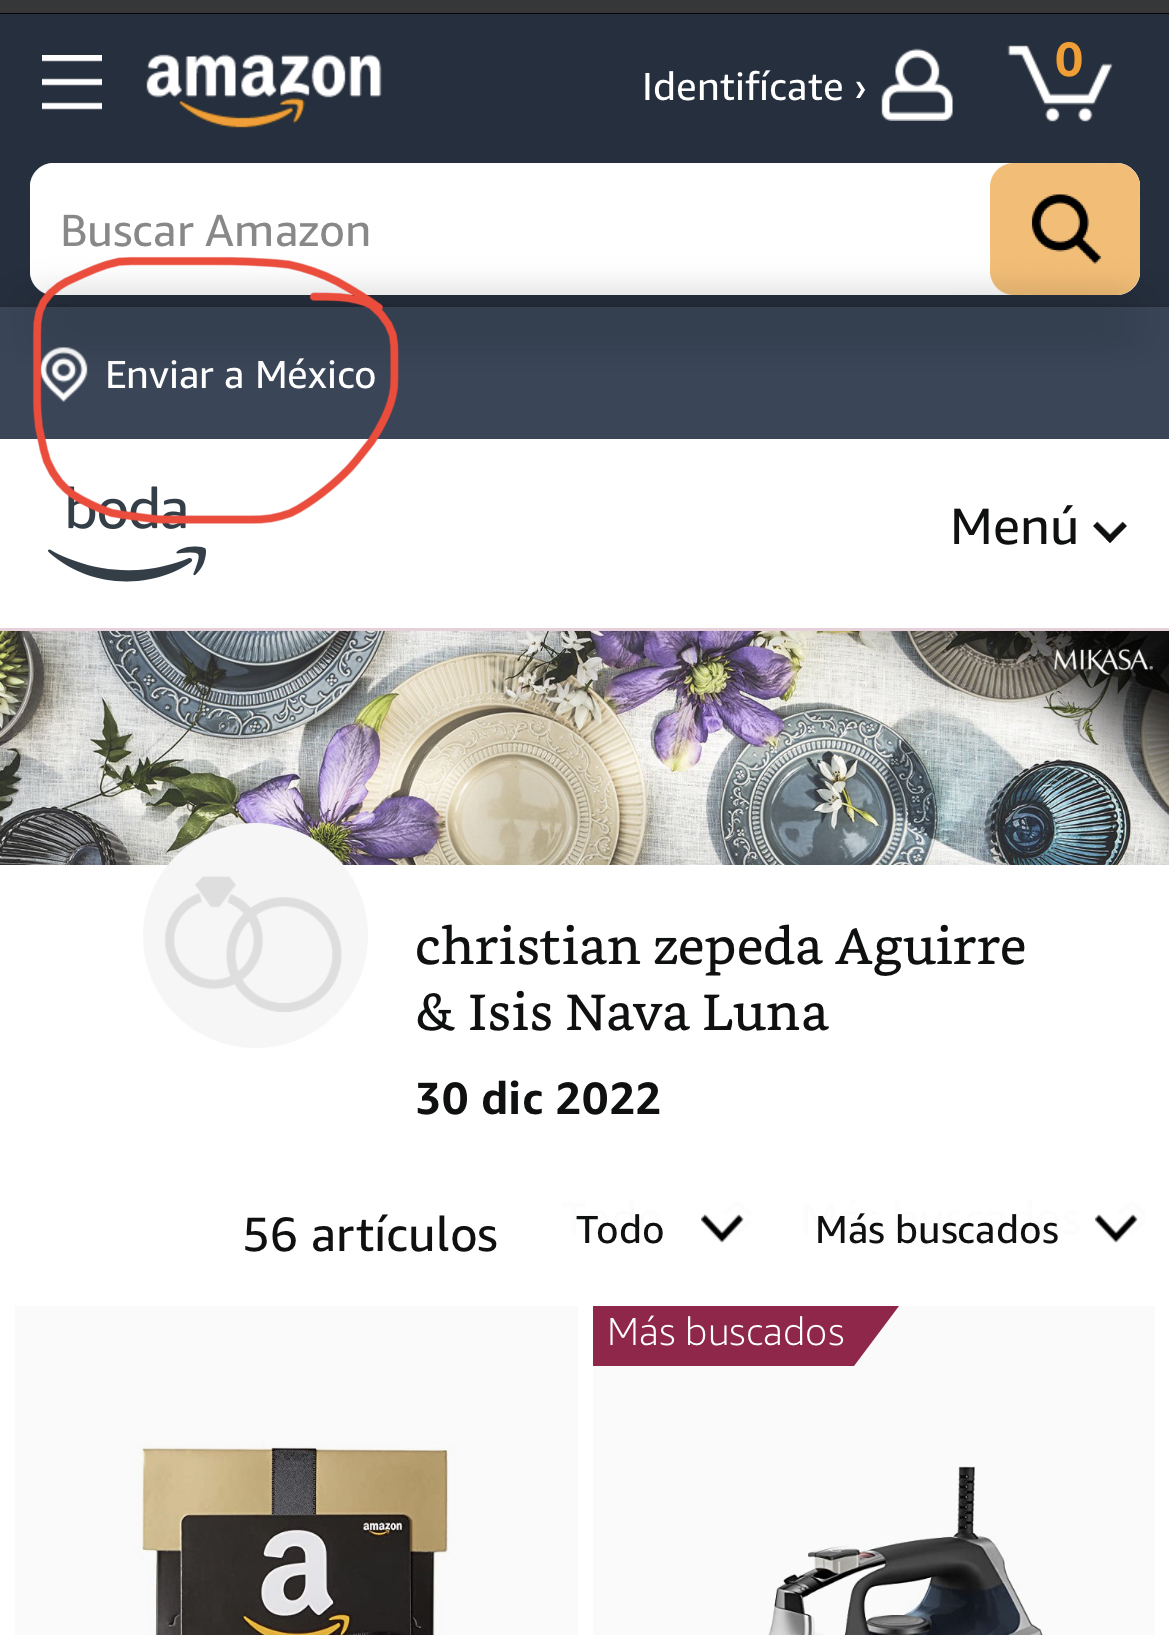 amazon
Identifícate ›
0
Buscar Amazon
Enviar a México
boda
Menú
MIKASA.
christian zepeda Aguirre
& Isis Nava Luna
30 dic 2022
56 artículos
Todo
Más buscados
Más buscados
amazon
a